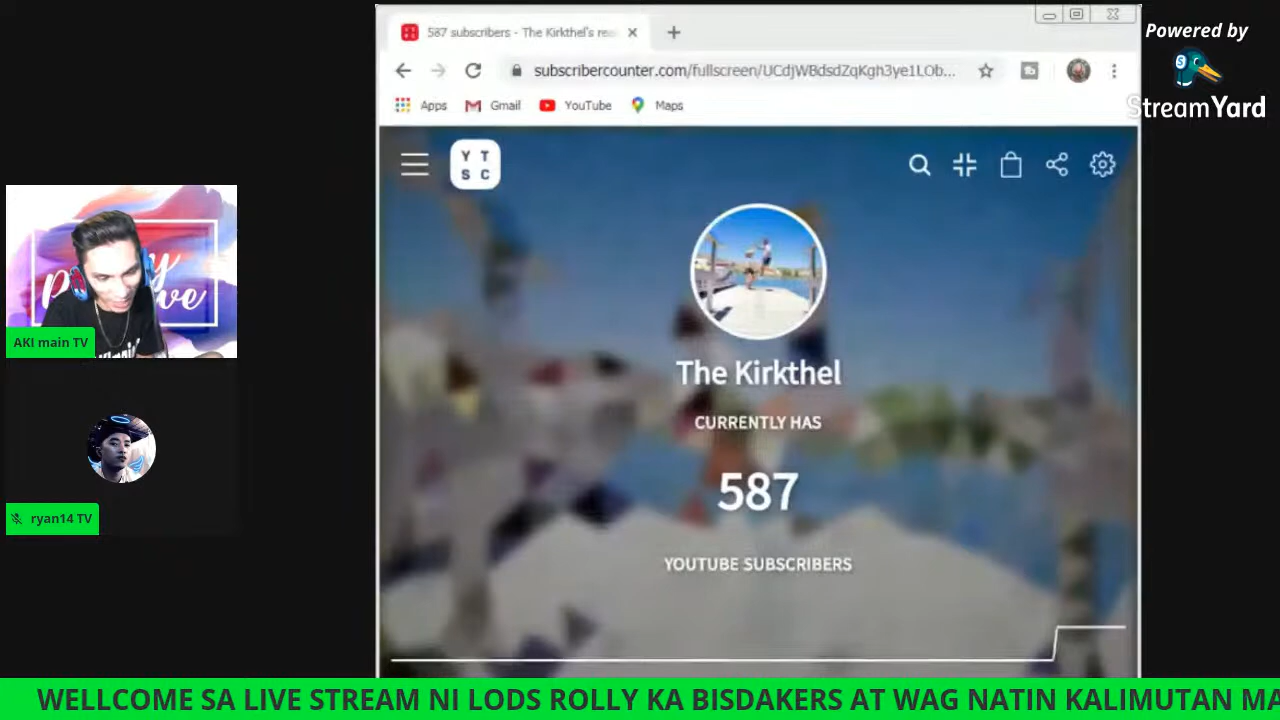 587 subscribers - The Kirkthel's rea
subscribercounter.com/fullscreen/UCdjWBdsdZqKgh3ye1LOb...
Apps Gmail YouTube Maps
Y T
S C
The Kirkthel
CURRENTLY HAS
587
YOUTUBE SUBSCRIBERS
Powered by
StreamYard
AKI main TV
ryan14 TV
WELLCOME SA LIVE STREAM NI LODS ROLLY KA BISDAKERS AT WAG NATIN KALIMUTAN MA